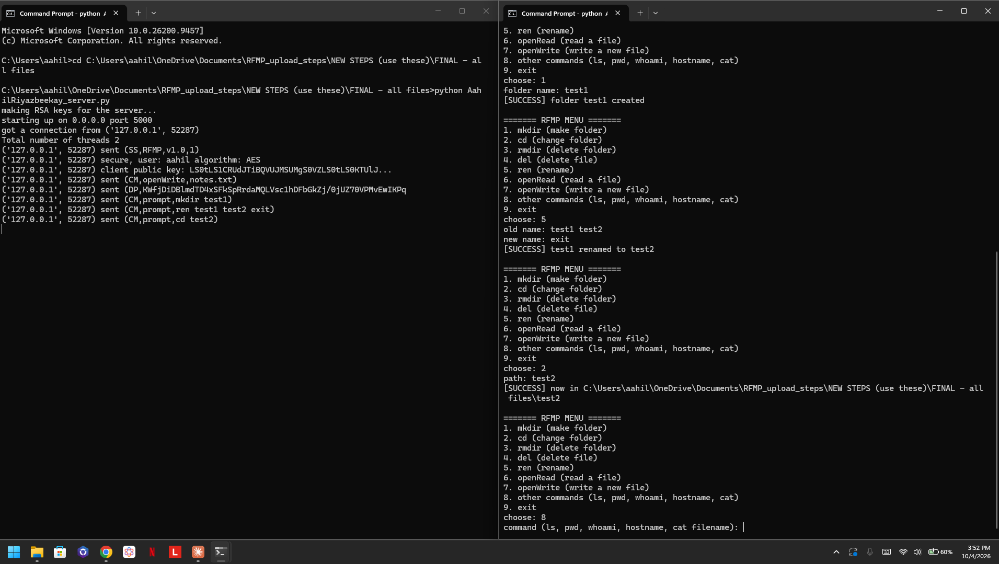 Command Prompt - python
Microsoft Windows [Version 10.0.26200.9457]
(c) Microsoft Corporation. All rights reserved.
C:\Users\aahil>cd C:\Users\aahil\OneDrive\Documents\RFMP_upload_steps\NEW STEPS (use these)\FINAL - al
l files
C:\Users\aahil\OneDrive\Documents\RFMP_upload_steps\NEW STEPS (use these)\FINAL - all files>python Aah
ilRiyazbeekay_server.py
making RSA keys for the server...
starting up on 0.0.0.0 port 5000
got a connection from ('127.0.0.1', 52287)
Total number of threads 2
('127.0.0.1', 52287) sent (SS,RFMP,v1.0,1)
('127.0.0.1', 52287) secure, user: aahil algorithm: AES
('127.0.0.1', 52287) client public key: LS0tLS1CRUdJTiBQVUJMSUMgS0VZLS0tLS0KTUlJ...
('127.0.0.1', 52287) sent (CM,openWrite,notes.txt)
('127.0.0.1', 52287) sent (DP,KWfjDiDBlmdTD4xSFkSpRrdaMQLVsc1hDFbGkZj/0jUZ70VPMvEwIKPq
('127.0.0.1', 52287) sent (CM,prompt,mkdir test1)
('127.0.0.1', 52287) sent (CM,prompt,ren test1 test2 exit)
('127.0.0.1', 52287) sent (CM,prompt,cd test2)
Command Prompt - python
5. ren (rename)
6. openRead (read a file)
7. openWrite (write a new file)
8. other commands (ls, pwd, whoami, hostname, cat)
9. exit
choose: 1
folder name: test1
[SUCCESS] folder test1 created
======= RFMP MENU =======
1. mkdir (make folder)
2. cd (change folder)
3. rmdir (delete folder)
4. del (delete file)
5. ren (rename)
6. openRead (read a file)
7. openWrite (write a new file)
8. other commands (ls, pwd, whoami, hostname, cat)
9. exit
choose: 5
old name: test1 test2
new name: exit
[SUCCESS] test1 renamed to test2
======= RFMP MENU =======
1. mkdir (make folder)
2. cd (change folder)
3. rmdir (delete folder)
4. del (delete file)
5. ren (rename)
6. openRead (read a file)
7. openWrite (write a new file)
8. other commands (ls, pwd, whoami, hostname, cat)
9. exit
choose: 2
path: test2
[SUCCESS] now in C:\Users\aahil\OneDrive\Documents\RFMP_upload_steps\NEW STEPS (use these)\FINAL - all
files\test2
======= RFMP MENU =======
1. mkdir (make folder)
2. cd (change folder)
3. rmdir (delete folder)
4. del (delete file)
5. ren (rename)
6. openRead (read a file)
7. openWrite (write a new file)
8. other commands (ls, pwd, whoami, hostname, cat)
9. exit
choose: 8
command (ls, pwd, whoami, hostname, cat filename):
60%
3:52 PM
10/4/2026